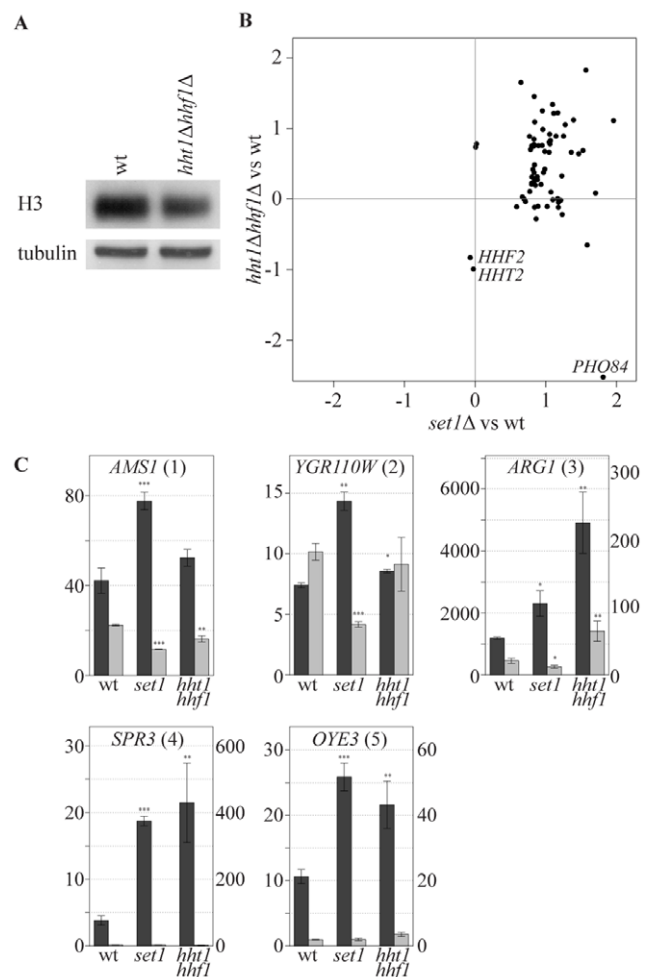 A
wt
hht1Δhhf1Δ
H3
tubulin
B
2
1
0
-1
-2
hht1Δhhf1Δ vs wt
HHF2
HHT2
PHO84
-2
-1
0
1
2
set1Δ vs wt
C
AMS1 (1)
80
40
0
***
***
**
wt
set1
hht1
hhf1
YGR110W (2)
15
10
5
0
**
***
*
wt
set1
hht1
hhf1
ARG1 (3)
6000
4000
2000
0
300
200
100
0
*
*
**
**
wt
set1
hht1
hhf1
SPR3 (4)
30
20
10
0
600
400
200
0
***
**
wt
set1
hht1
hhf1
OYE3 (5)
30
20
10
0
60
40
20
0
***
**
wt
set1
hht1
hhf1